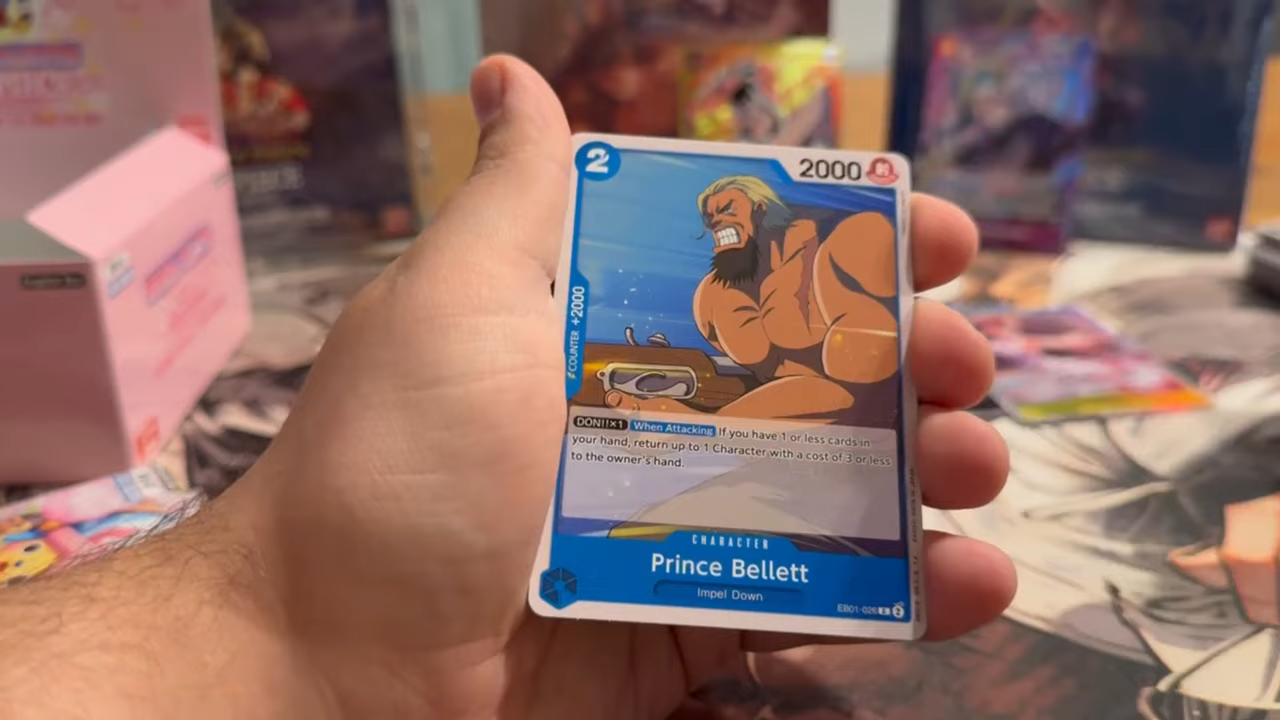 2
2000
COUNTER +2000
DON!!×1 When Attacking If you have 1 or less cards in
your hand, return up to 1 Character with a cost of 3 or less
to the owner's hand.
CHARACTER
Prince Bellett
Impel Down
EB01-026
2